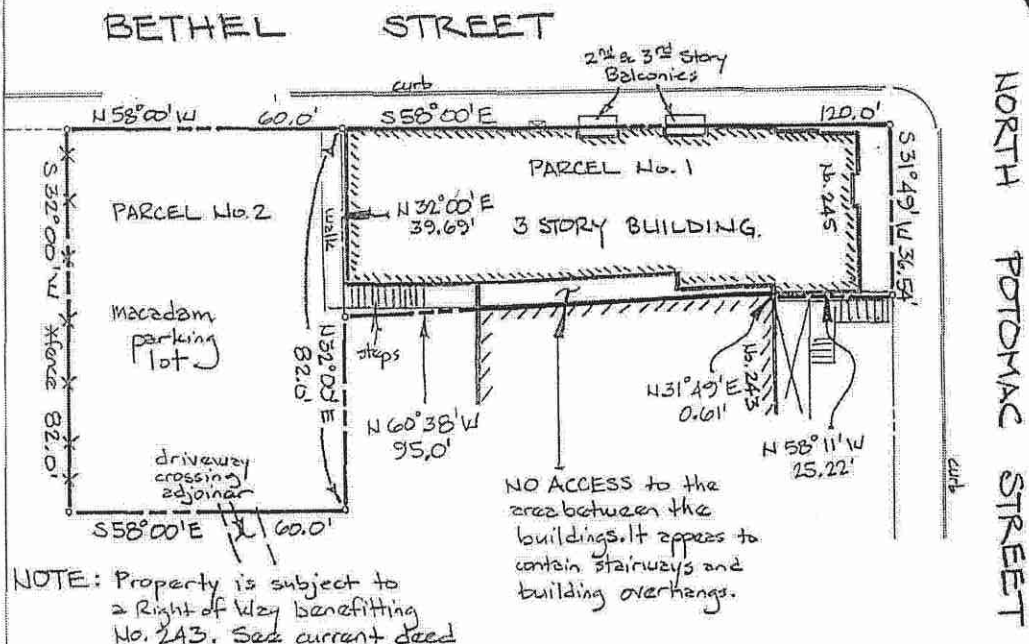 BETHEL STREET
NORTH POTOMAC STREET
2nd & 3rd Story
Balconies
curb
N 58°00' W 60.0'
S 58°00' E 120.0'
S 31°49' W 36.54'
S 32°00' W
PARCEL No. 2
walk
N 32°00' E
39.69'
PARCEL No. 1
3 STORY BUILDING.
No. 245
macadam
parking
lot
fence 82.0'
N 32°00' E
82.0'
steps
N 60°38' W
95.0'
N 31°49' E
0.61'
No. 243
N 58°11' W
25.22'
curb
driveway
crossing
adjoiner
S 58°00' E 60.0'
NO ACCESS to the
area between the
buildings. It appears to
contain stairways and
building overhangs.
NOTE: Property is subject to
a Right of Way benefitting
No. 243. See current deed